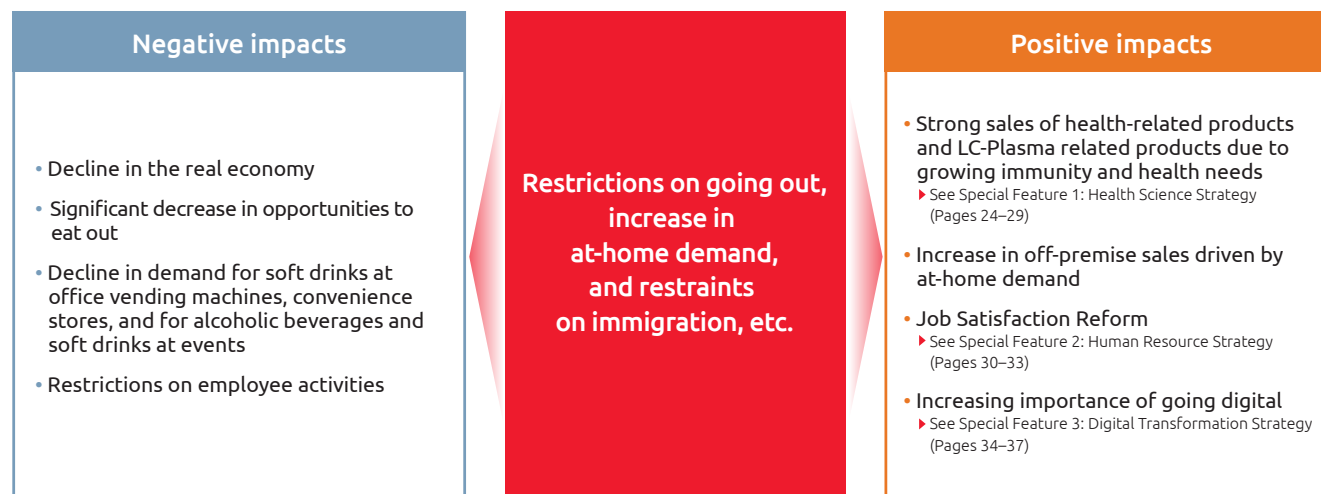 Negative impacts
• Decline in the real economy
• Significant decrease in opportunities to
eat out
• Decline in demand for soft drinks at
office vending machines, convenience
stores, and for alcoholic beverages and
soft drinks at events
• Restrictions on employee activities
Restrictions on going out,
increase in
at-home demand,
and restraints
on immigration, etc.
Positive impacts
• Strong sales of health-related products
and LC-Plasma related products due to
growing immunity and health needs
See Special Feature 1: Health Science Strategy
(Pages 24–29)
• Increase in off-premise sales driven by
at-home demand
• Job Satisfaction Reform
See Special Feature 2: Human Resource Strategy
(Pages 30–33)
• Increasing importance of going digital
See Special Feature 3: Digital Transformation Strategy
(Pages 34–37)